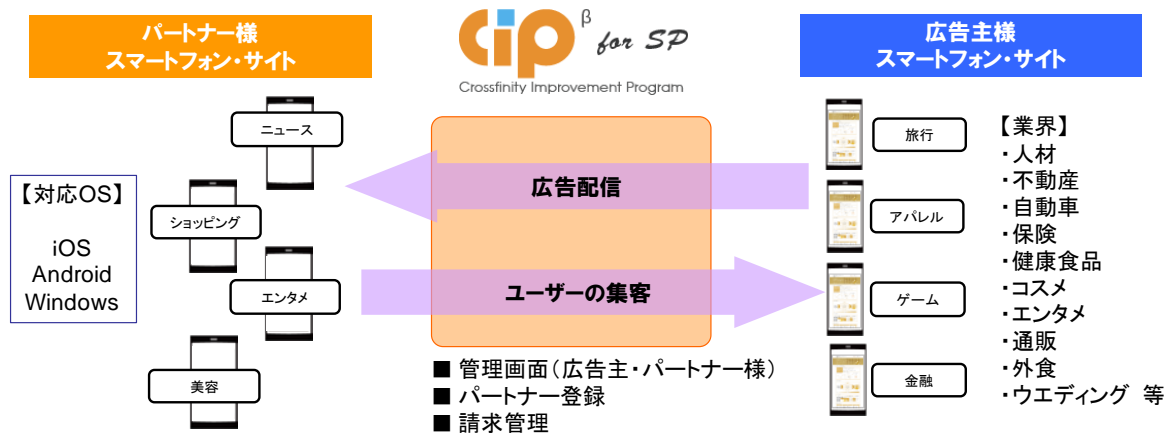 パートナー様
スマートフォン・サイト
cip β for SP
Crossfinity Improvement Program
広告主様
スマートフォン・サイト
【対応OS】
iOS
Android
Windows
ニュース
ショッピング
エンタメ
美容
広告配信
ユーザーの集客
■ 管理画面（広告主・パートナー様）
■ パートナー登録
■ 請求管理
旅行
アパレル
ゲーム
金融
【業界】
・人材
・不動産
・自動車
・保険
・健康食品
・コスメ
・エンタメ
・通販
・外食
・ウエディング 等